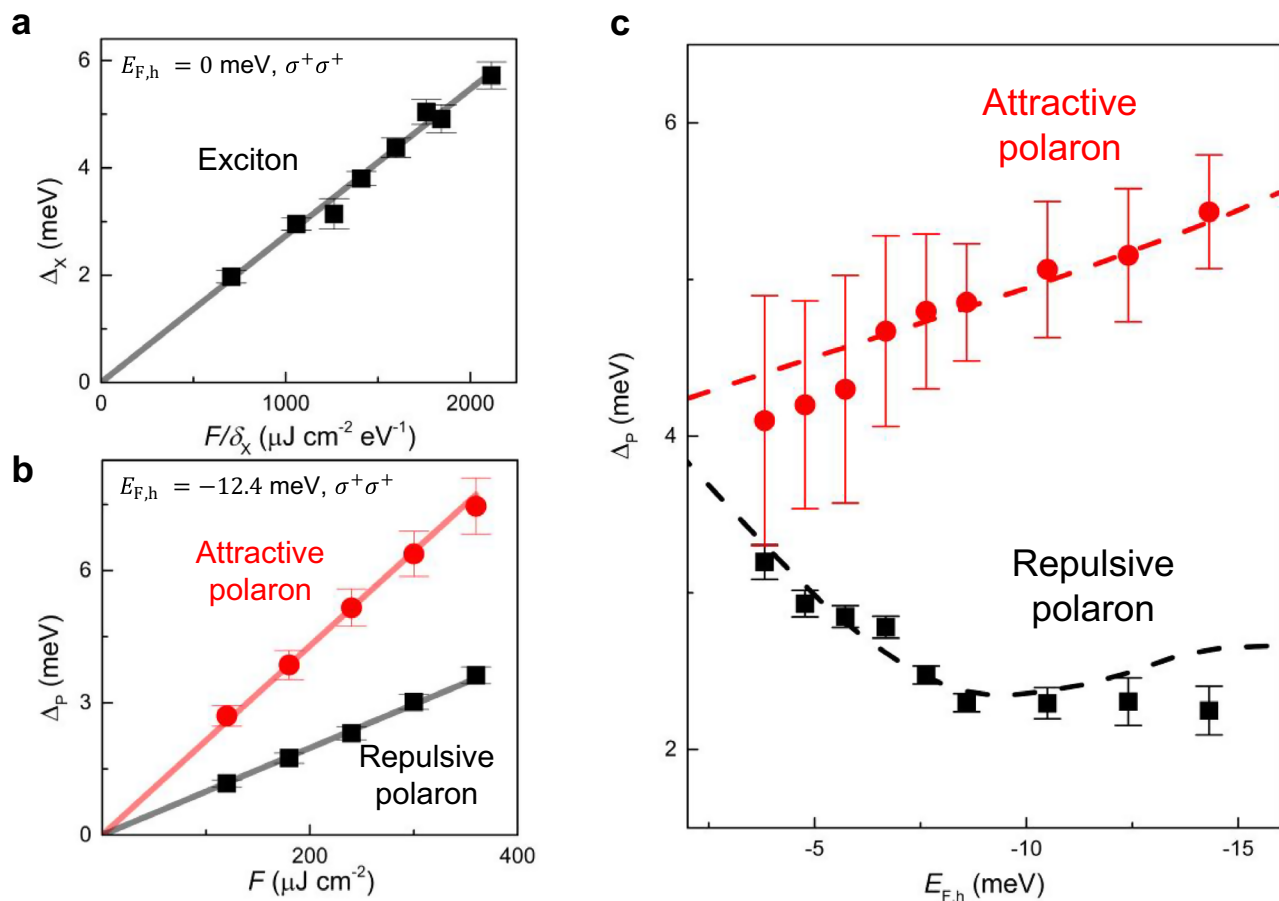 a
E_F,h = 0 meV, σ⁺σ⁺
Exciton
6
4
2
0
Δ_X (meV)
0
1000
2000
F/δ_X (μJ cm⁻² eV⁻¹)
b
E_F,h = −12.4 meV, σ⁺σ⁺
Attractive
polaron
Repulsive
polaron
6
3
0
Δ_P (meV)
200
400
F (μJ cm⁻²)
c
Attractive
polaron
Repulsive
polaron
6
4
2
Δ_P (meV)
-5
-10
-15
E_F,h (meV)